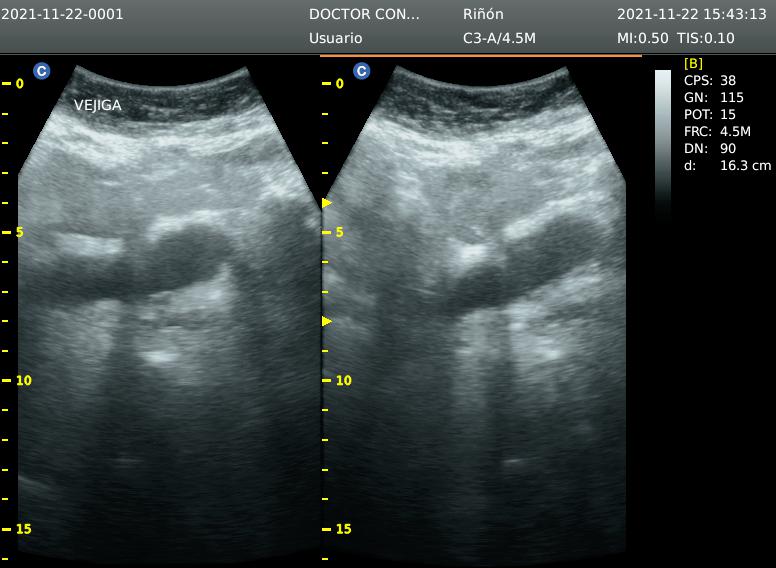 2021-11-22-0001 DOCTOR CON... Riñón 2021-11-22 15:43:13
Usuario C3-A/4.5M MI:0.50 TIS:0.10
C C
[B]
0 0
CPS: 38
VEJIGA
GN: 115
POT: 15
FRC: 4.5M
DN: 90
d: 16.3 cm
5 5
10 10
15 15